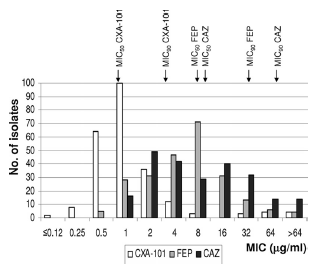 MIC50 CXA-101
MIC90 CXA-101
MIC50 FEP
MIC50 CAZ
MIC90 FEP
MIC90 CAZ
No. of isolates
100
90
80
70
60
50
40
30
20
10
0
≤0.12 0.25 0.5 1 2 4 8 16 32 64 >64
MIC (µg/ml)
CXA-101 FEP CAZ